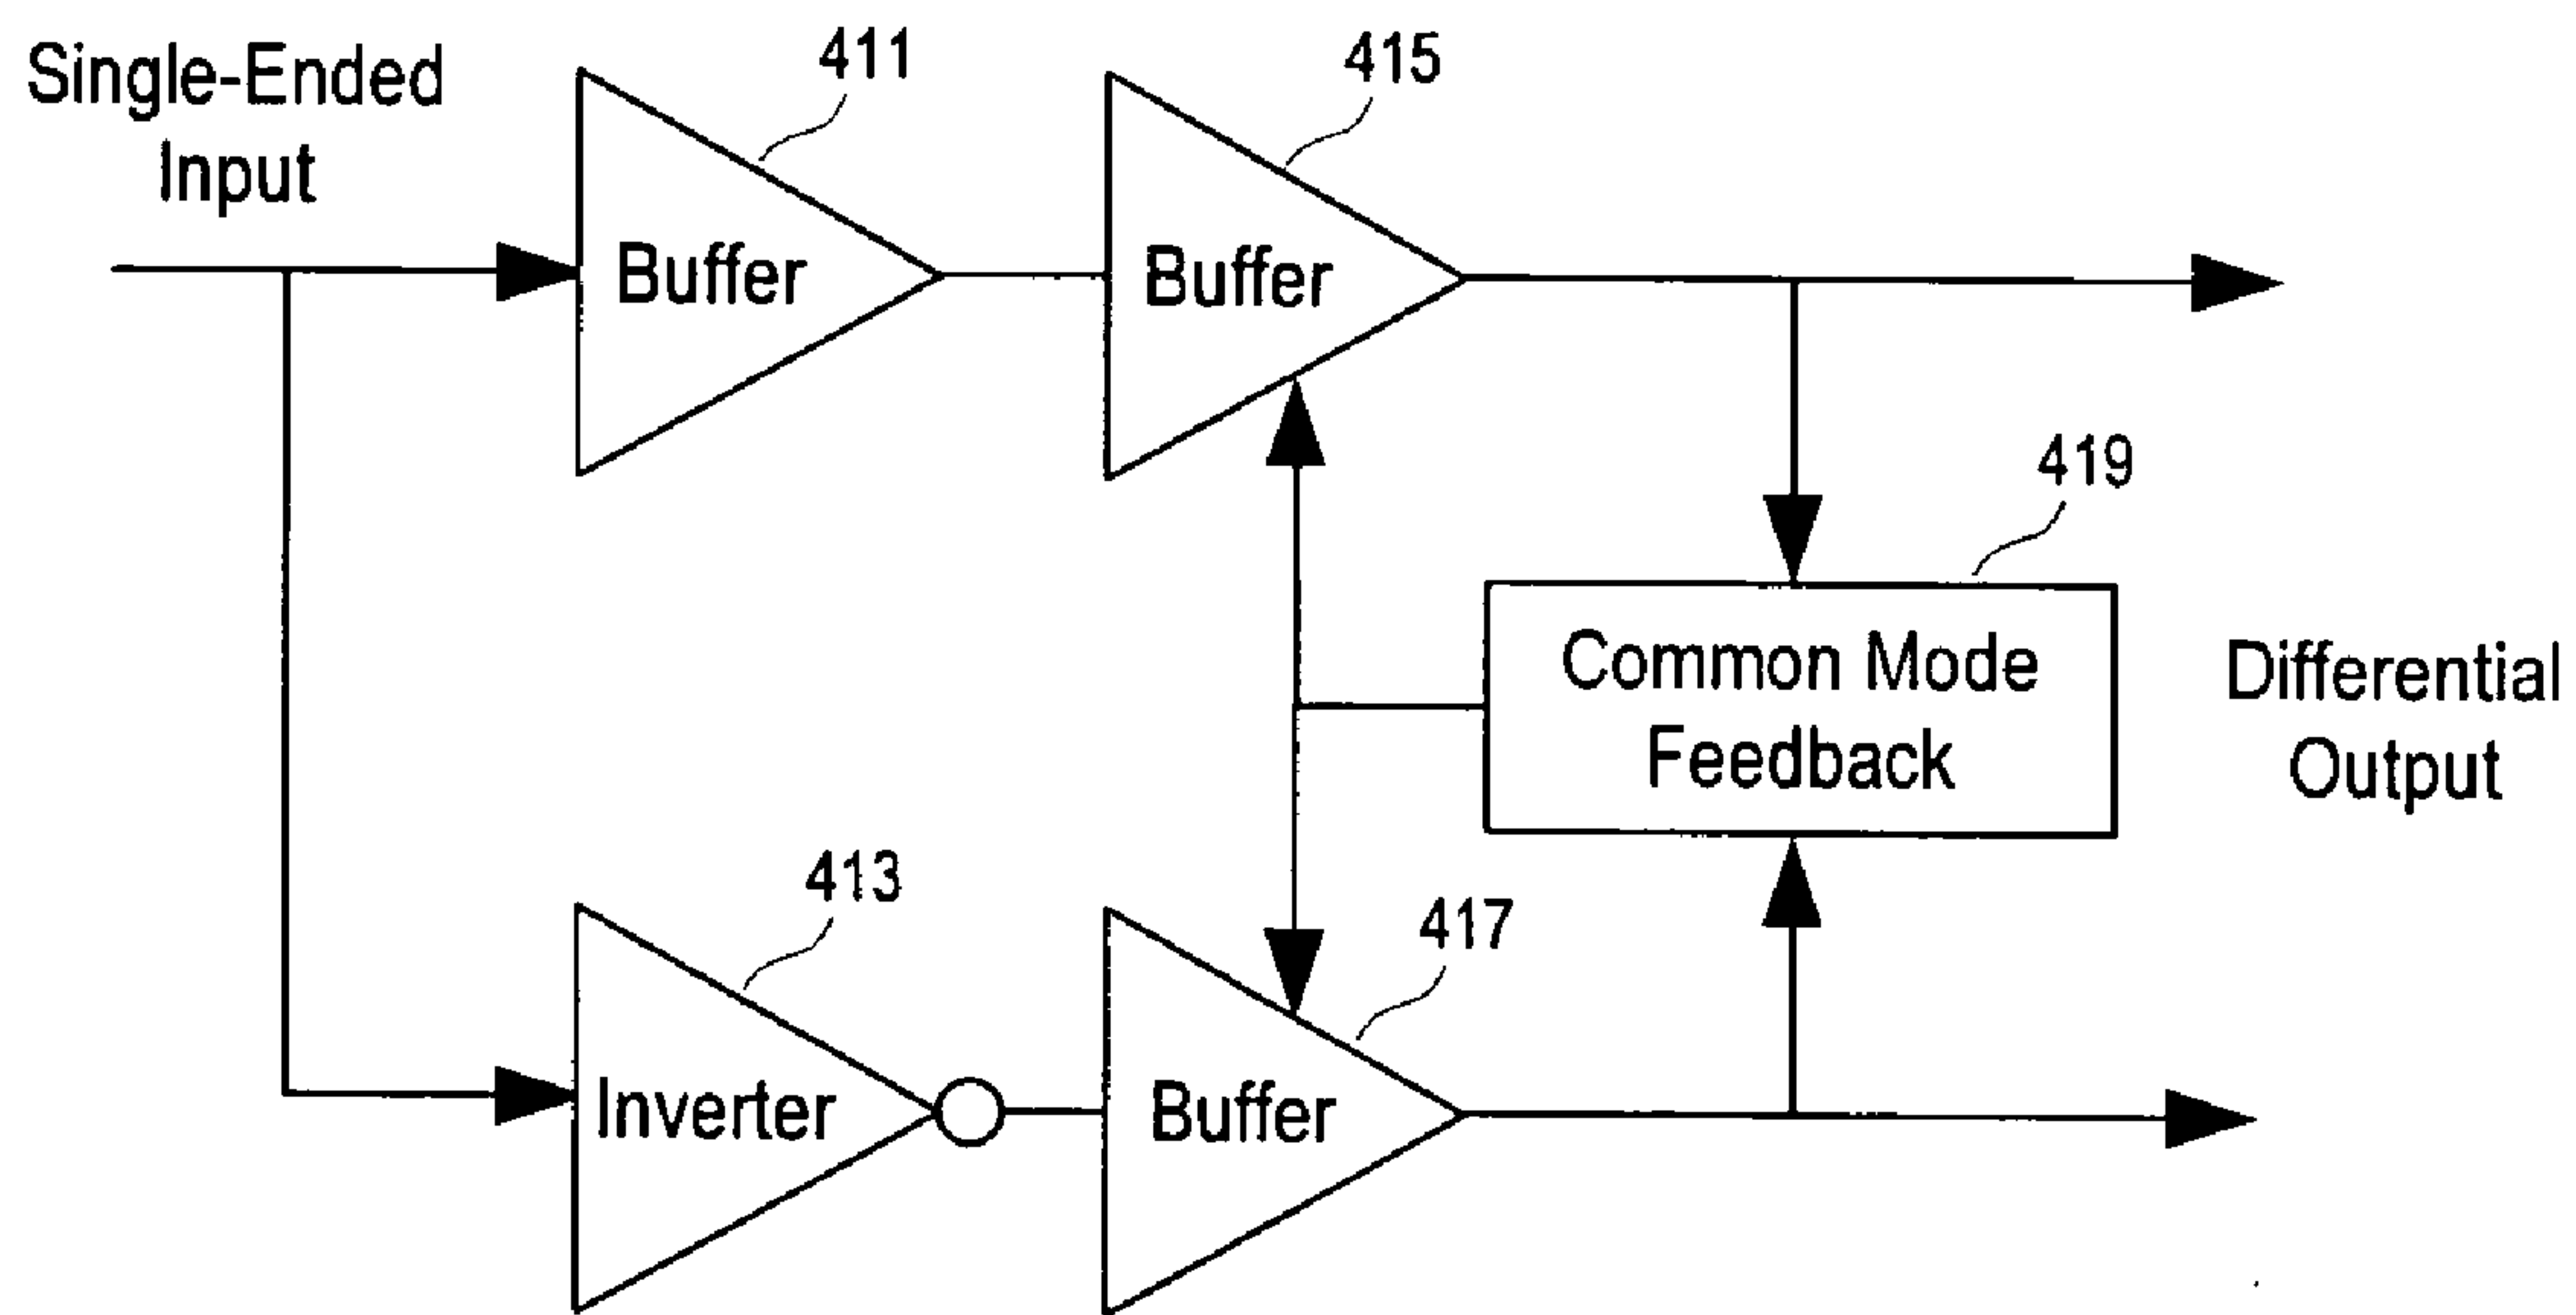 Single-Ended
Input
411
Buffer
415
Buffer
419
Common Mode
Feedback
Differential
Output
413
Inverter
417
Buffer